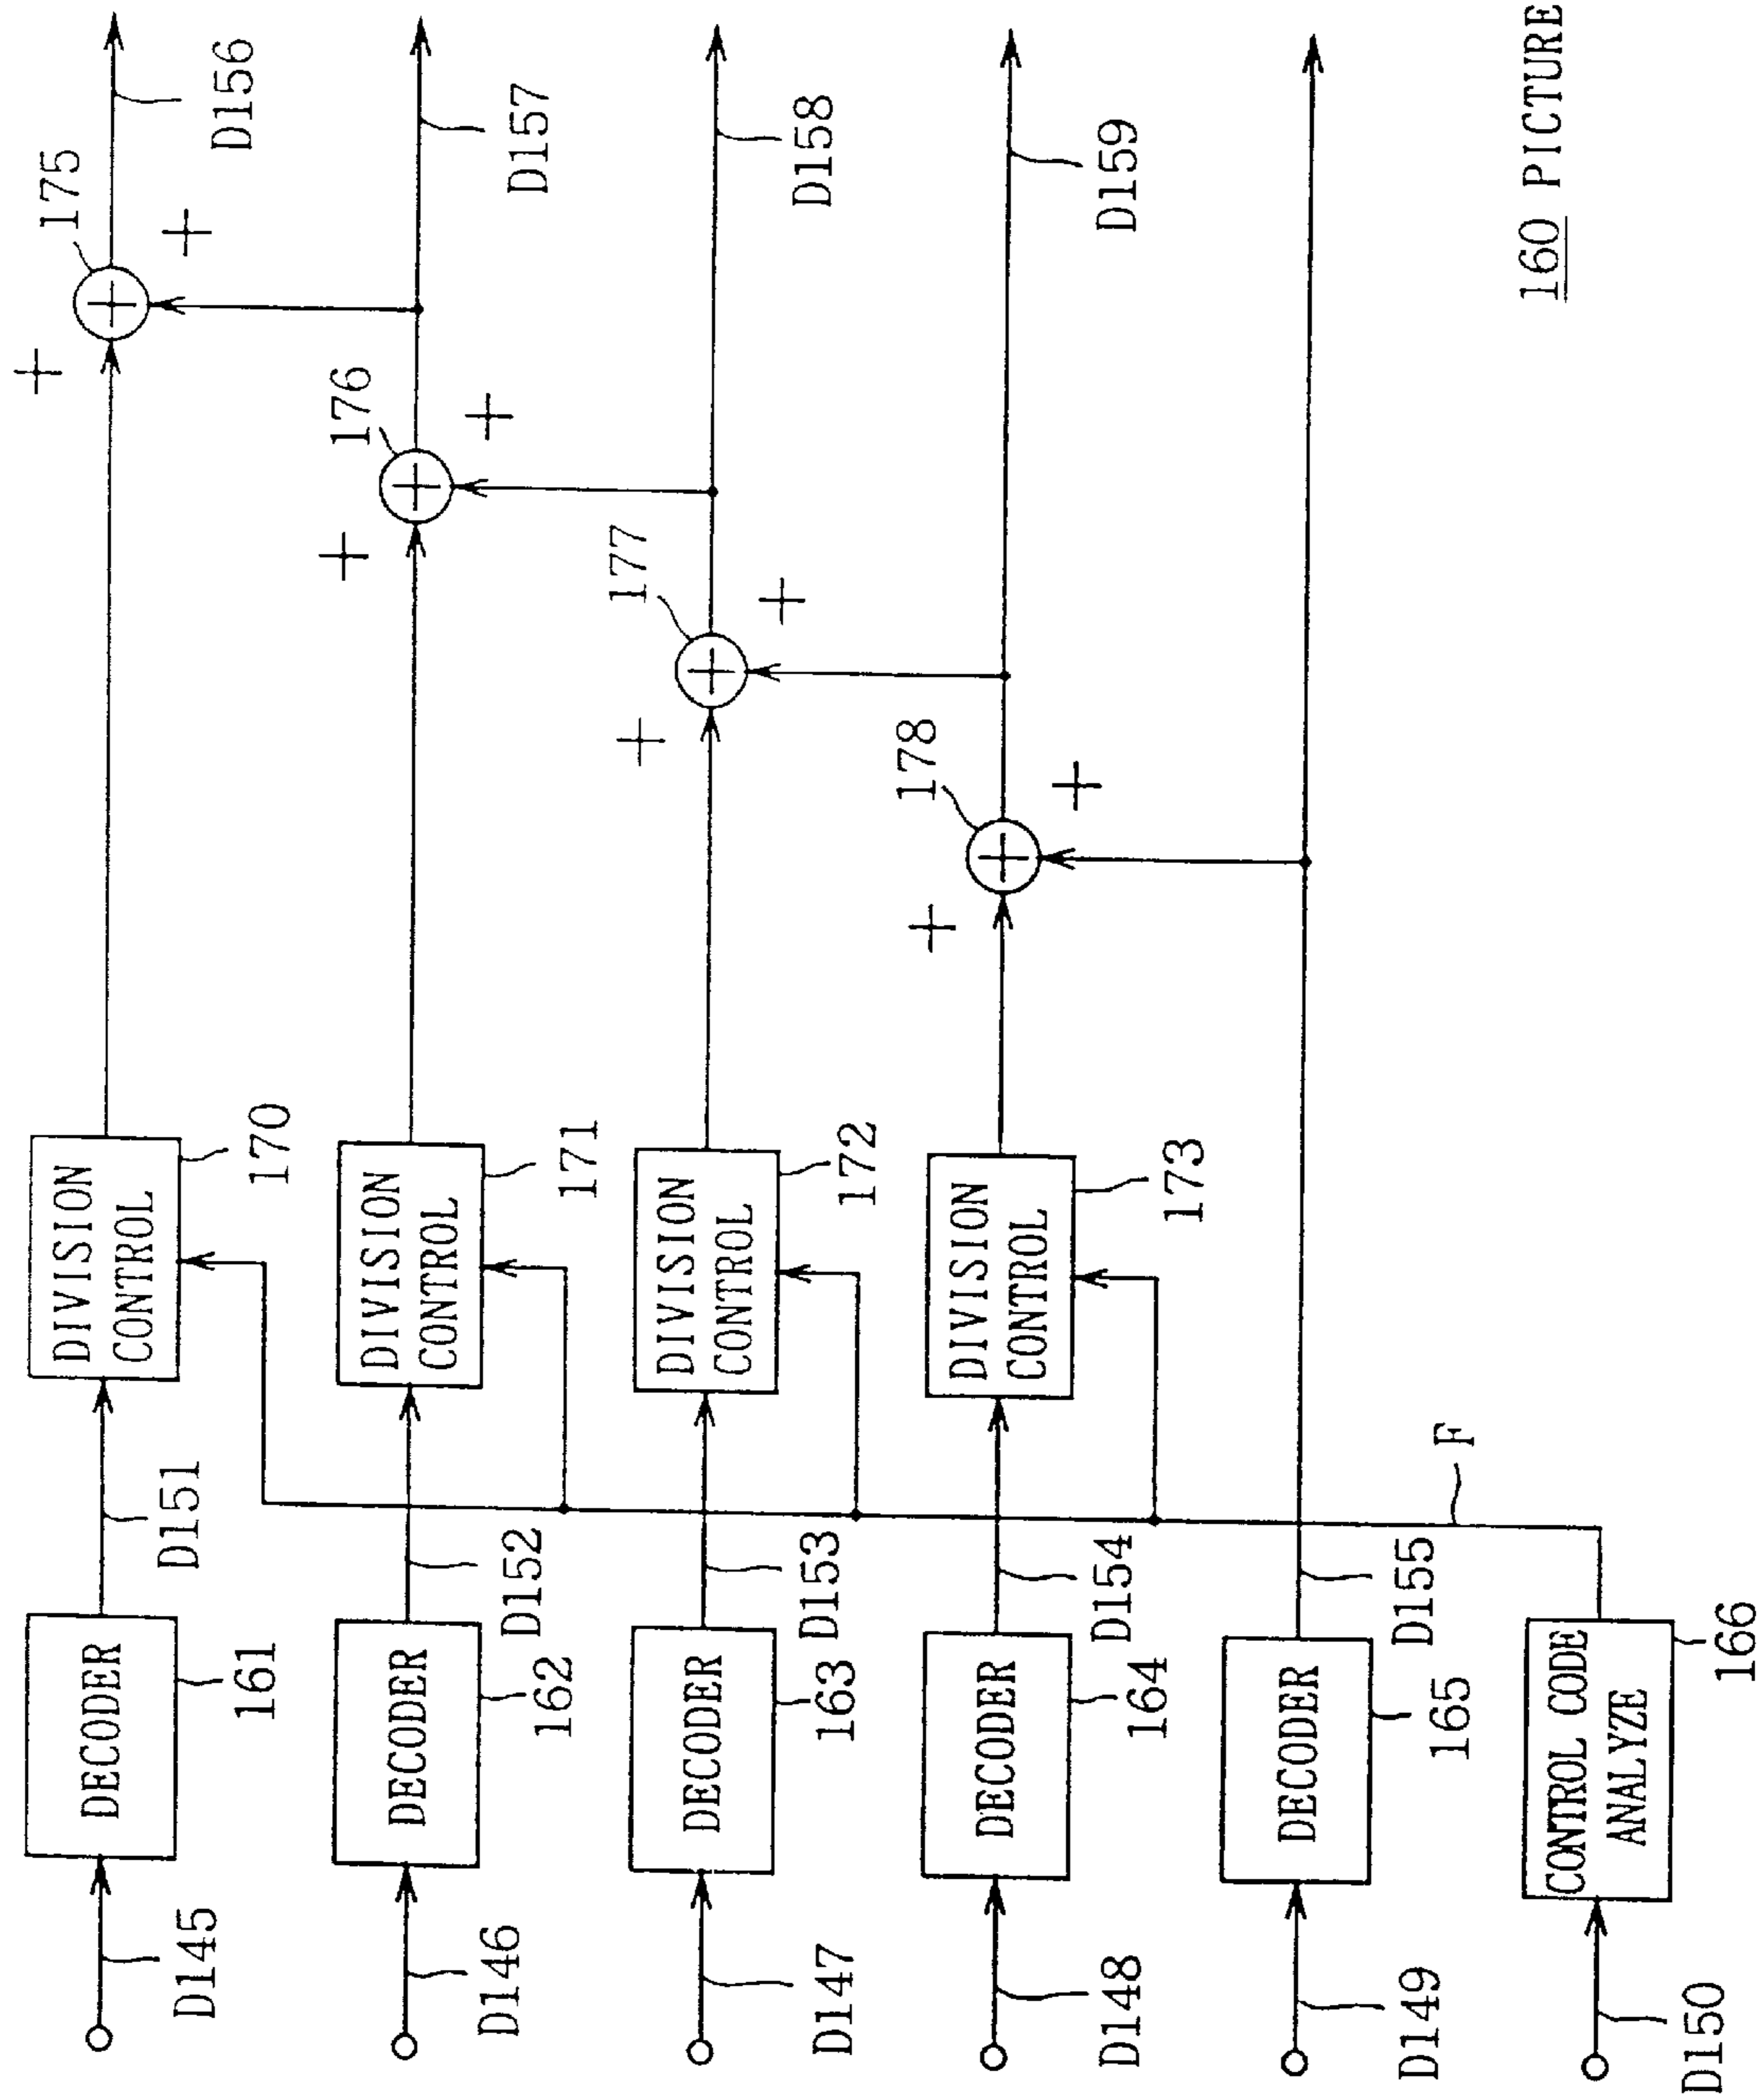 D145
DECODER
161
D151
DIVISION
CONTROL
170
+
175
+
D156
D146
DECODER
162
D152
DIVISION
CONTROL
171
+
176
+
D157
D147
DECODER
163
D153
DIVISION
CONTROL
172
+
177
+
D158
D148
DECODER
164
D154
DIVISION
CONTROL
173
+
178
+
D159
D149
DECODER
165
D155
F
D150
CONTROL CODE
ANALYZE
166
160 PICTURE